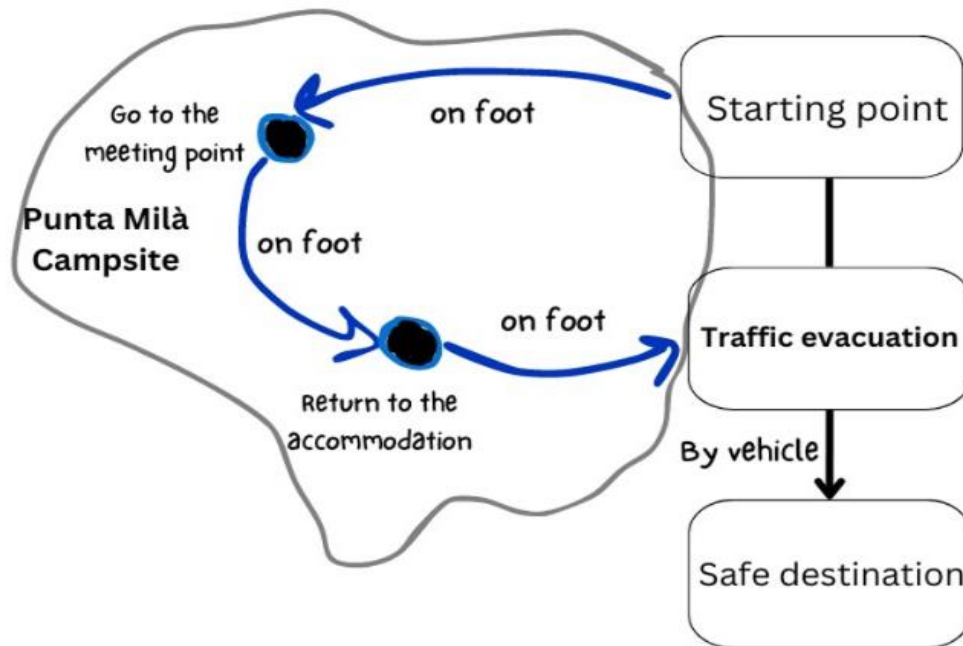 Starting point
on foot
Go to the
meeting point
Punta Milà
Campsite
on foot
on foot
Traffic evacuation
Return to the
accommodation
By vehicle
Safe destination